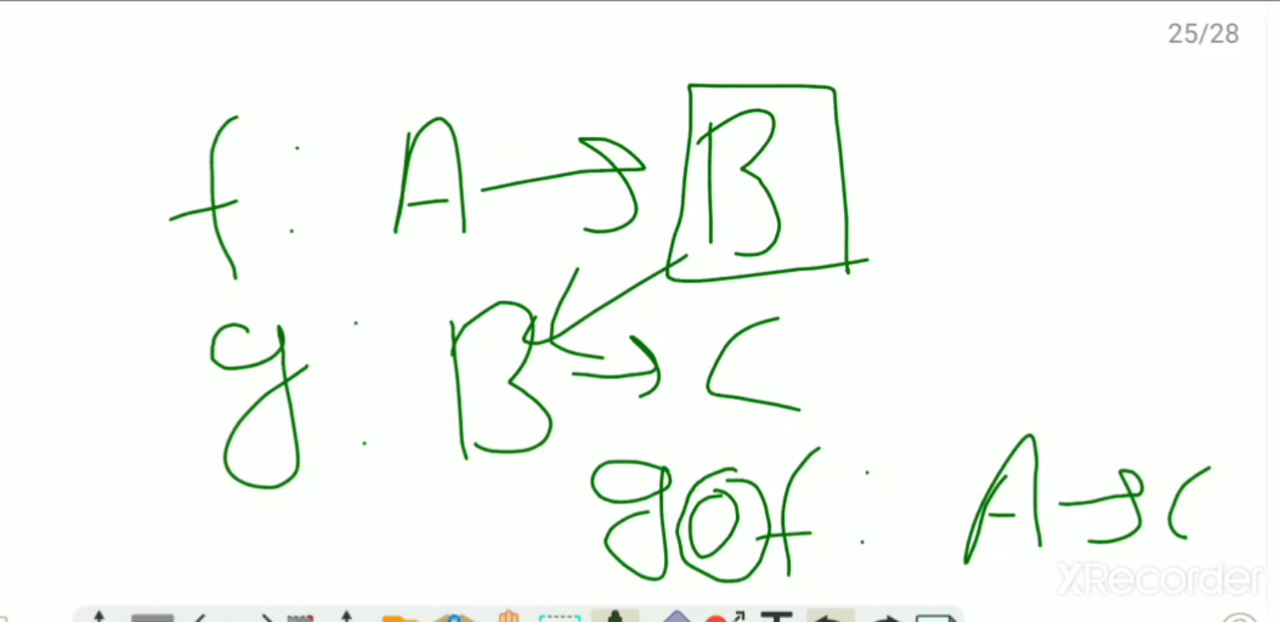 25/28
f : A → B
g : B → C
gof : A → C
XRecorder